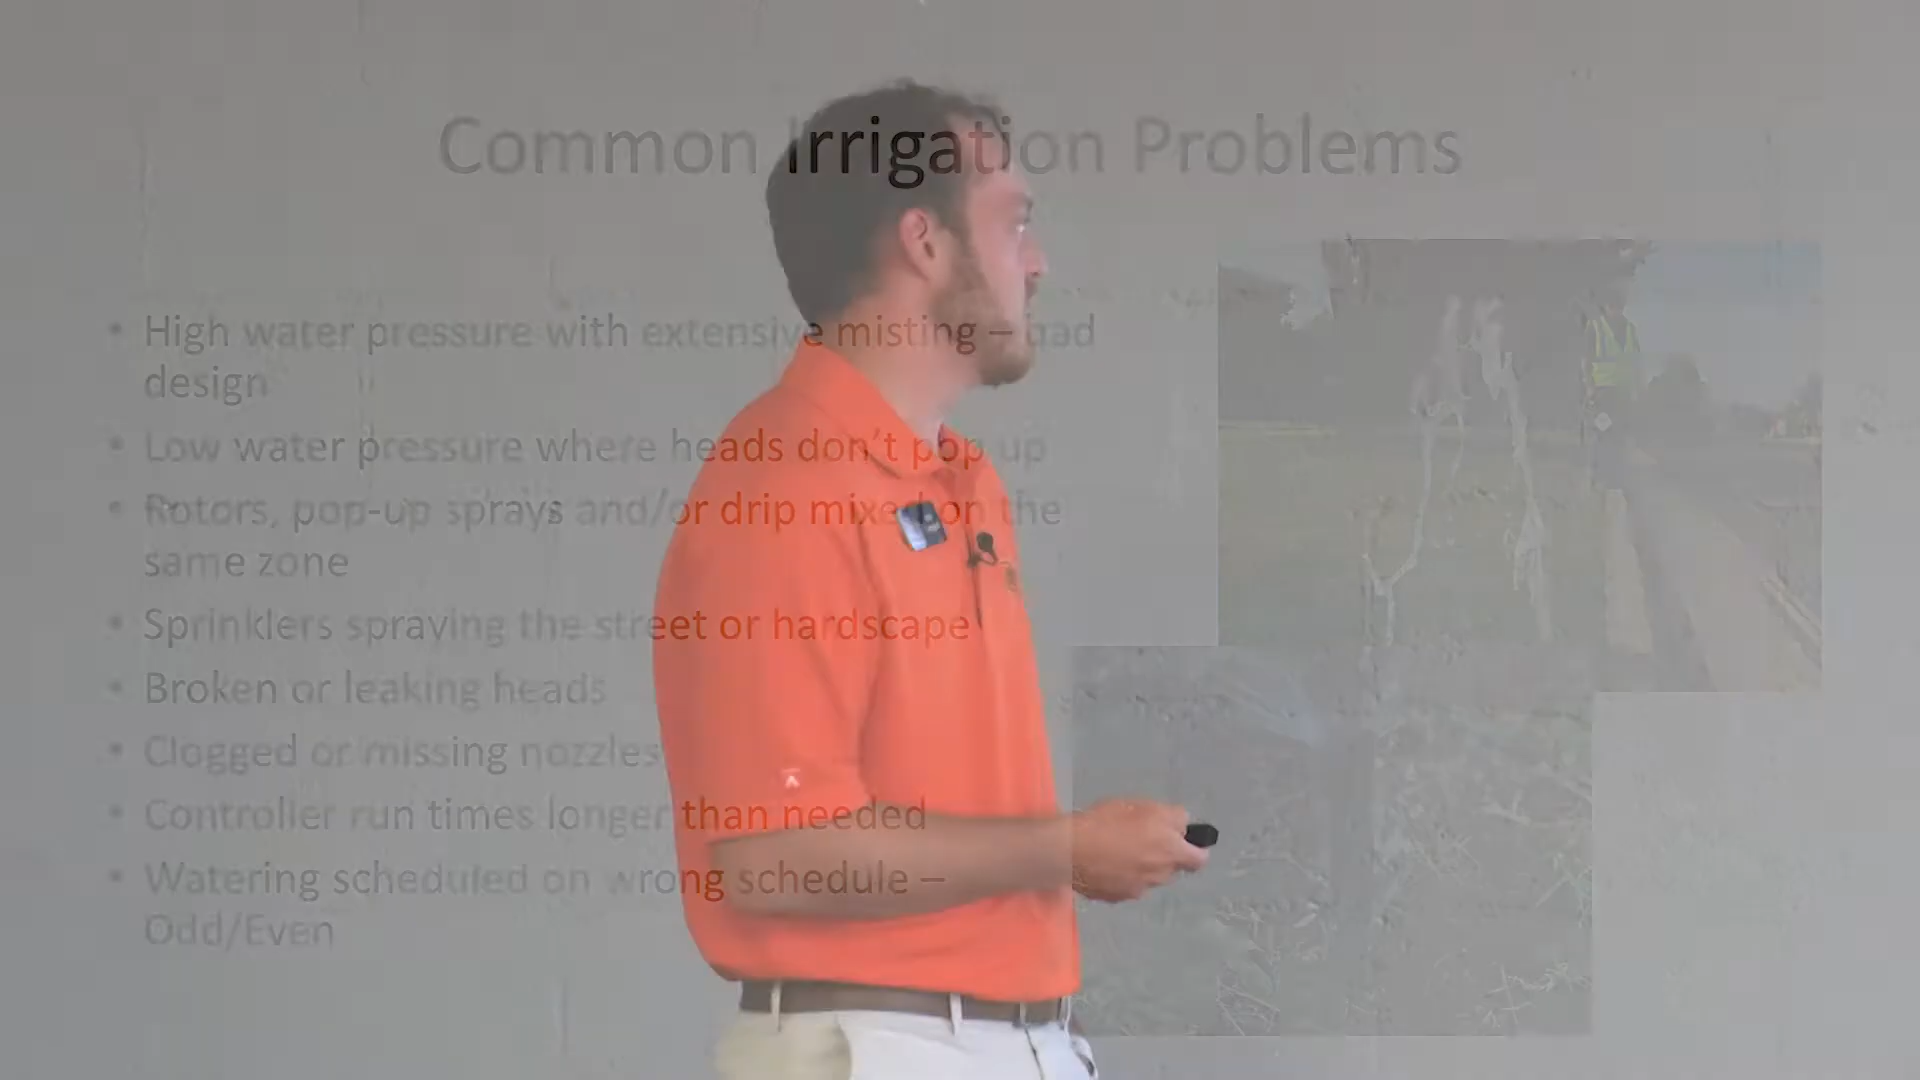 Common Irrigation Problems
• High water pressure with extensive misting – bad
design
• Low water pressure where heads don't pop up
• Rotors, pop-up sprays and/or drip mixed on the
same zone
• Sprinklers spraying the street or hardscape
• Broken or leaking heads
• Clogged or missing nozzles
• Controller run times longer than needed
• Watering scheduled on wrong schedule –
Odd/Even